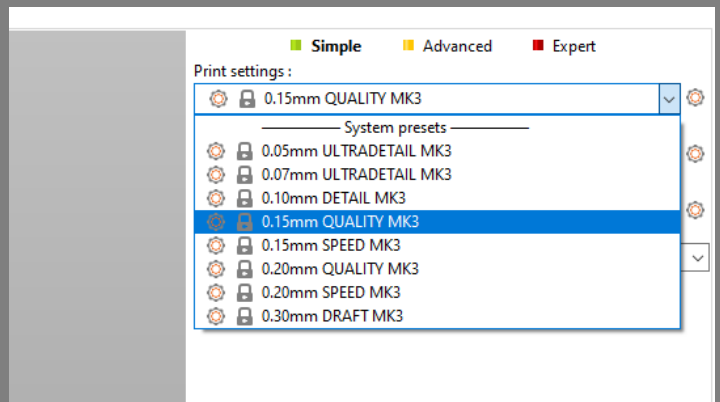 Simple Advanced Expert
Print settings :
0.15mm QUALITY MK3
System presets
0.05mm ULTRADETAIL MK3
0.07mm ULTRADETAIL MK3
0.10mm DETAIL MK3
0.15mm QUALITY MK3
0.15mm SPEED MK3
0.20mm QUALITY MK3
0.20mm SPEED MK3
0.30mm DRAFT MK3